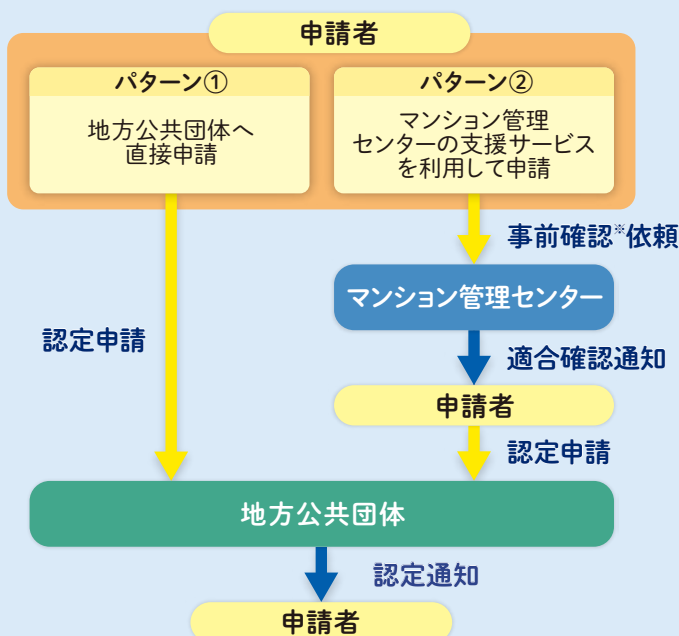 申請者
パターン①
地方公共団体へ
直接申請
パターン②
マンション管理
センターの支援サービス
を利用して申請
事前確認※依頼
マンション管理センター
認定申請
適合確認通知
申請者
認定申請
地方公共団体
認定通知
申請者